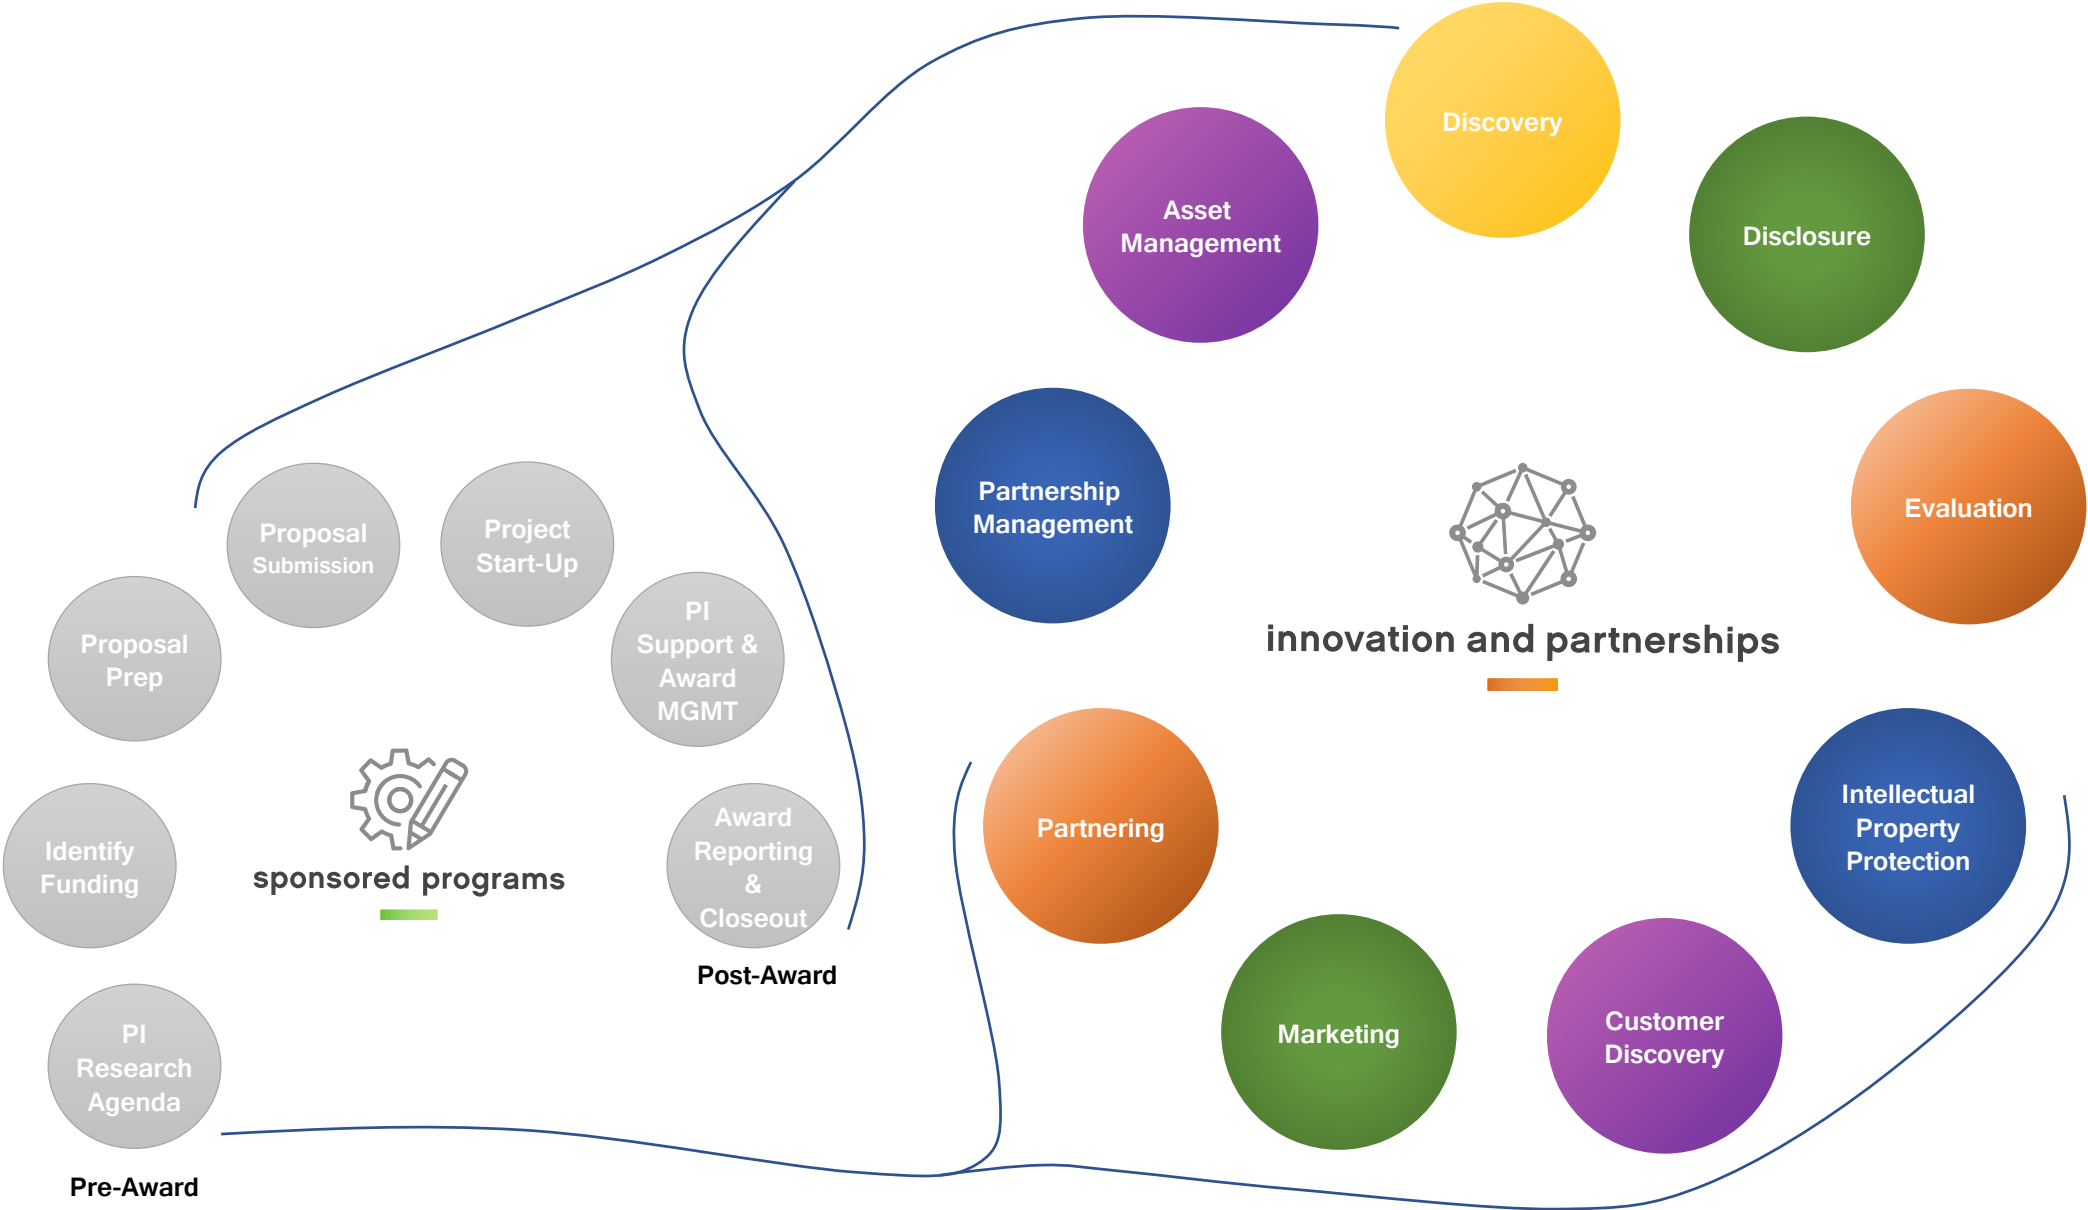 Discovery
Asset
Management
Disclosure
Partnership
Management
Evaluation
innovation and partnerships
Partnering
Intellectual
Property
Protection
Marketing
Customer
Discovery
Proposal
Submission
Project
Start-Up
PI
Support &
Award
MGMT
Proposal
Prep
Identify
Funding
sponsored programs
Award
Reporting
&
Closeout
Post-Award
PI
Research
Agenda
Pre-Award